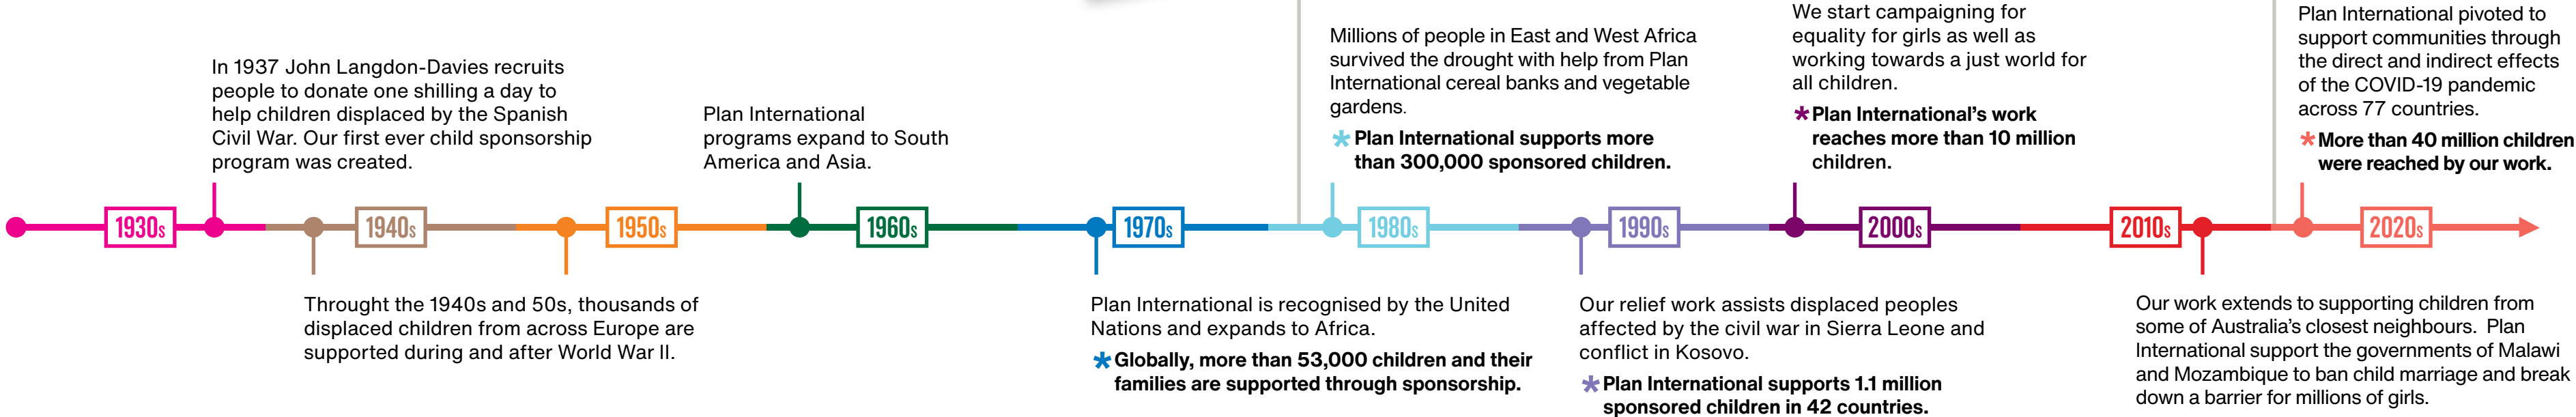 In 1937 John Langdon-Davies recruits
people to donate one shilling a day to
help children displaced by the Spanish
Civil War. Our first ever child sponsorship
program was created.
Plan International
programs expand to South
America and Asia.
Millions of people in East and West Africa
survived the drought with help from Plan
International cereal banks and vegetable
gardens.
* Plan International supports more
than 300,000 sponsored children.
We start campaigning for
equality for girls as well as
working towards a just world for
all children.
* Plan International’s work
reaches more than 10 million
children.
Plan International pivoted to
support communities through
the direct and indirect effects
of the COVID-19 pandemic
across 77 countries.
* More than 40 million children
were reached by our work.
1930s
1940s
1950s
1960s
1970s
1980s
1990s
2000s
2010s
2020s
Throught the 1940s and 50s, thousands of
displaced children from across Europe are
supported during and after World War II.
Plan International is recognised by the United
Nations and expands to Africa.
* Globally, more than 53,000 children and their
families are supported through sponsorship.
Our relief work assists displaced peoples
affected by the civil war in Sierra Leone and
conflict in Kosovo.
* Plan International supports 1.1 million
sponsored children in 42 countries.
Our work extends to supporting children from
some of Australia’s closest neighbours. Plan
International support the governments of Malawi
and Mozambique to ban child marriage and break
down a barrier for millions of girls.